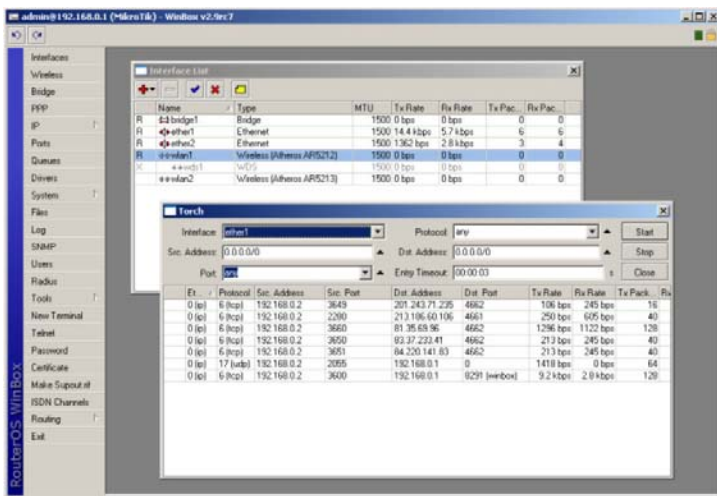 admin@192.168.0.1 (MikroTik) - WinBox v2.9rc7
Interfaces
Wireless
Bridge
PPP
IP
Ports
Queues
Drivers
System
Files
Log
SNMP
Users
Radius
Tools
New Terminal
Telnet
Password
Certificate
Make Supout.rif
ISDN Channels
Routing
Exit
RouterOS WinBox
Interface List
Name Type MTU Tx Rate Rx Rate Tx Pac... Rx Pac...
R bridge1 Bridge 1500 0 bps 0 bps 0 0
R ether1 Ethernet 1500 14.4 kbps 5.7 kbps 6 6
R ether2 Ethernet 1500 1362 bps 2.8 kbps 3 4
R wlan1 Wireless (Atheros AR5212) 1500 0 bps 0 bps 0 0
X wds1 WDS 1500 0 bps 0 bps 0 0
wlan2 Wireless (Atheros AR5213) 1500 0 bps 0 bps 0 0
Torch
Interface: ether1 Protocol: any Start
Src. Address: 0.0.0.0/0 Dst. Address: 0.0.0.0/0 Stop
Port: any Entry Timeout: 00:00:03 s Close
Et... Protocol Src. Address Src. Port Dst. Address Dst. Port Tx Rate Rx Rate Tx Pack... Rx
0 (ip) 6 (tcp) 192.168.0.2 3649 201.243.71.235 4662 106 bps 245 bps 16
0 (ip) 6 (tcp) 192.168.0.2 2280 213.186.60.106 4661 250 bps 605 bps 40
0 (ip) 6 (tcp) 192.168.0.2 3660 81.35.69.96 4662 1296 bps 1122 bps 128
0 (ip) 6 (tcp) 192.168.0.2 3650 83.37.233.41 4662 213 bps 245 bps 40
0 (ip) 6 (tcp) 192.168.0.2 3651 84.220.141.83 4662 213 bps 245 bps 40
0 (ip) 17 (udp) 192.168.0.2 2055 192.168.0.1 0 1418 bps 0 bps 64
0 (ip) 6 (tcp) 192.168.0.2 3600 192.168.0.1 8291 (winbox) 9.2 kbps 2.8 kbps 128